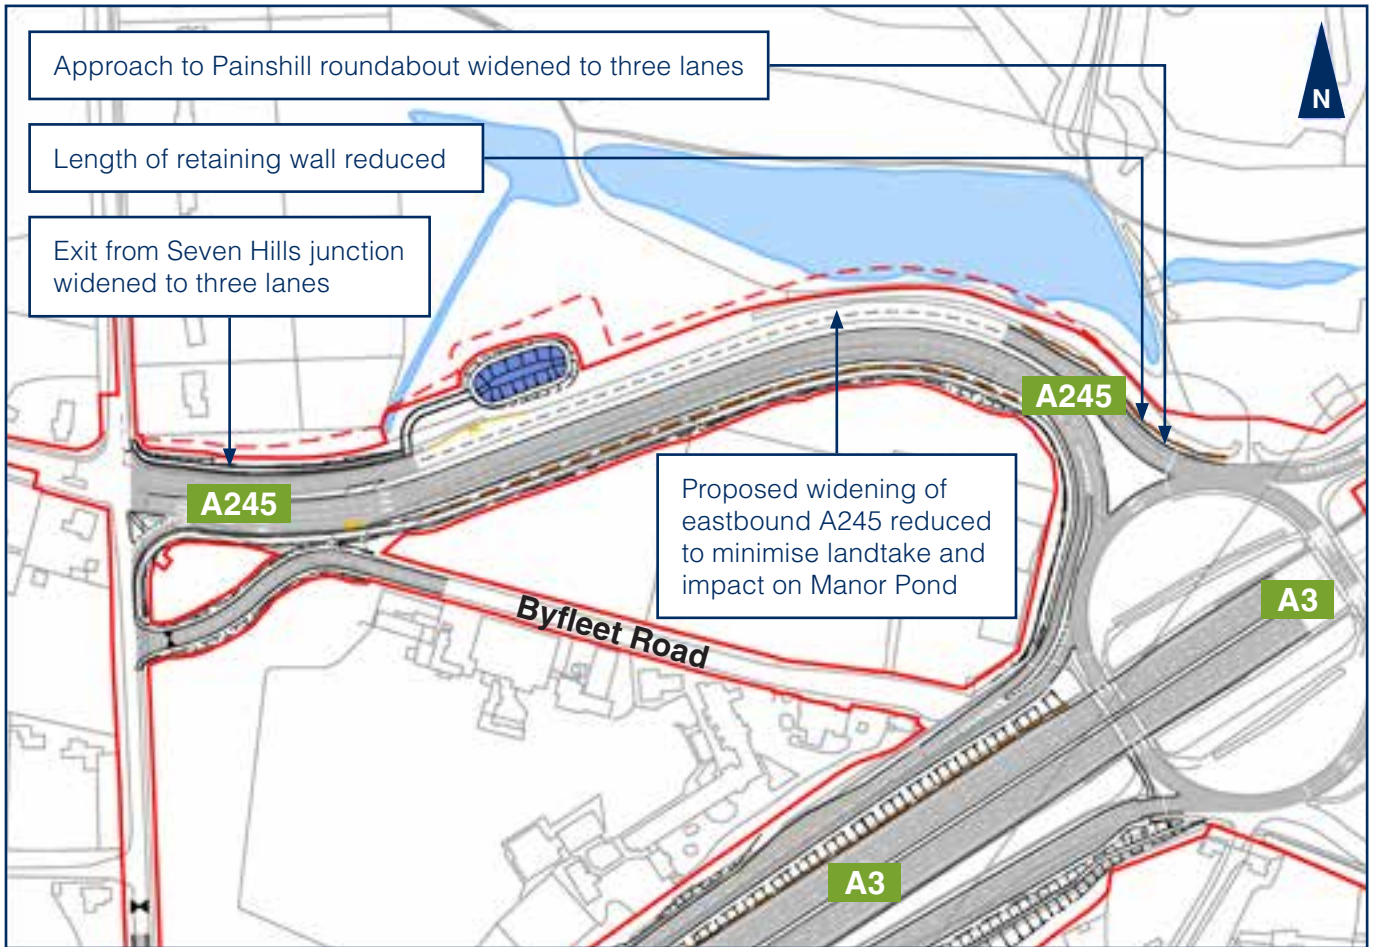 Approach to Painshill roundabout widened to three lanes
N
Length of retaining wall reduced
Exit from Seven Hills junction
widened to three lanes
A245
A245
Proposed widening of
eastbound A245 reduced
to minimise landtake and
impact on Manor Pond
A3
Byfleet Road
A3